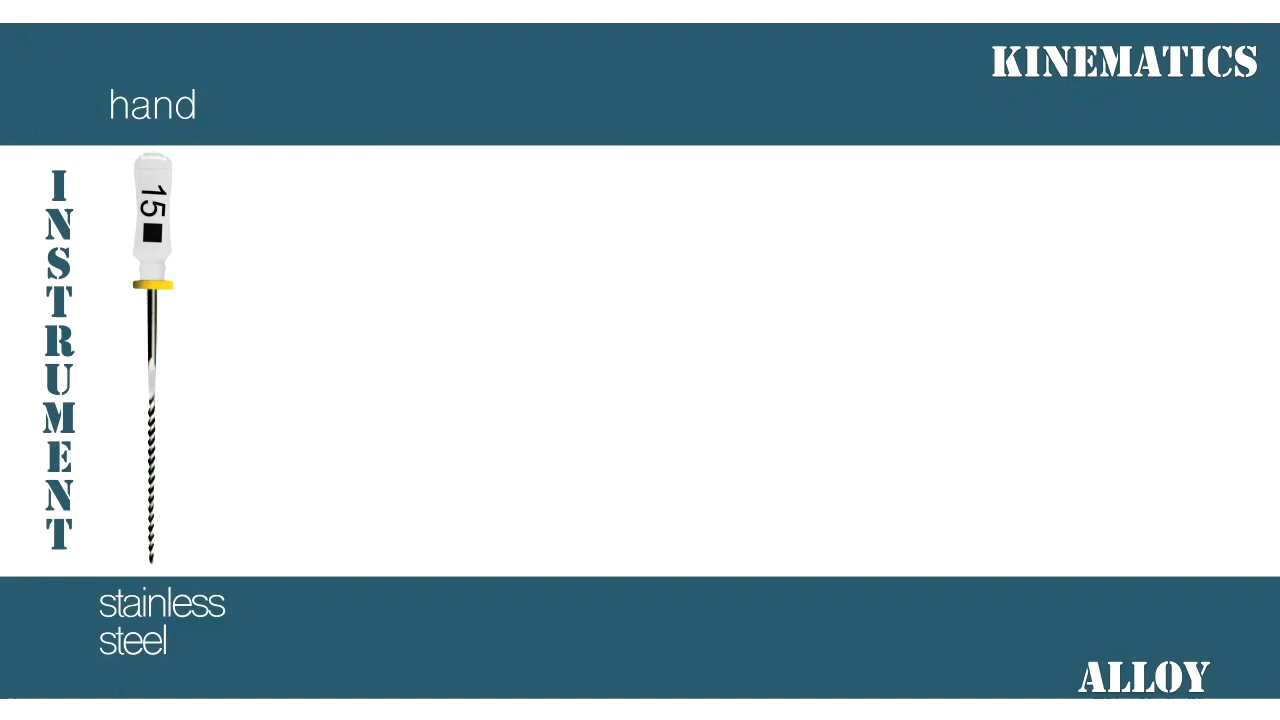 KINEMATICS
hand
INSTRUMENT
15
stainless
steel
ALLOY